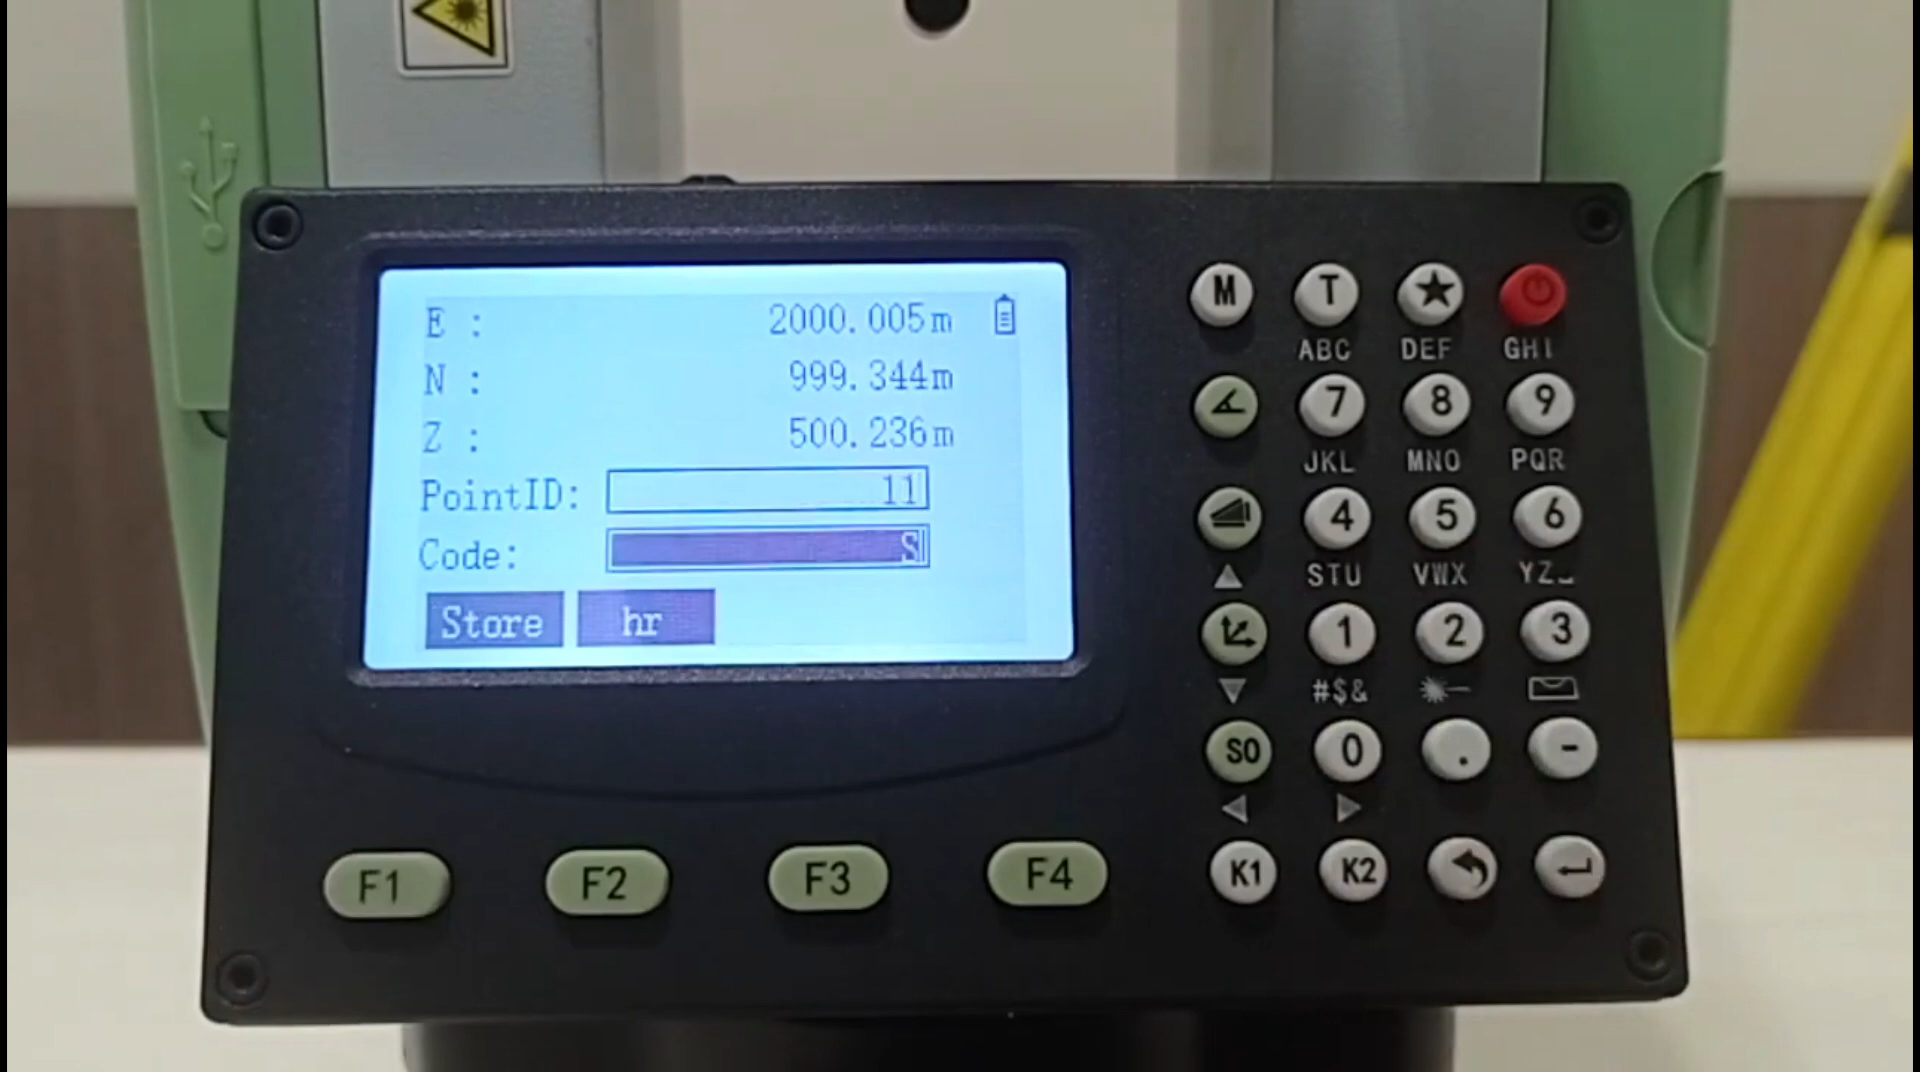 E : 2000.005m
N : 999.344m
Z : 500.236m
PointID: 11
Code: S
Store hr
M T ★
ABC DEF GHI
7 8 9
JKL MNO PQR
4 5 6
STU VWX YZ_
1 2 3
#$&
SO 0 . -
F1 F2 F3 F4 K1 K2